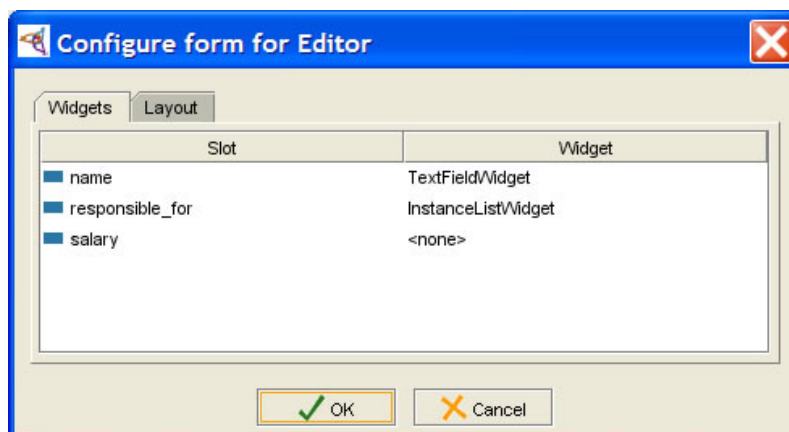 Configure form for Editor
Widgets Layout
Slot Widget
name TextFieldWidget
responsible_for InstanceListWidget
salary <none>
OK Cancel